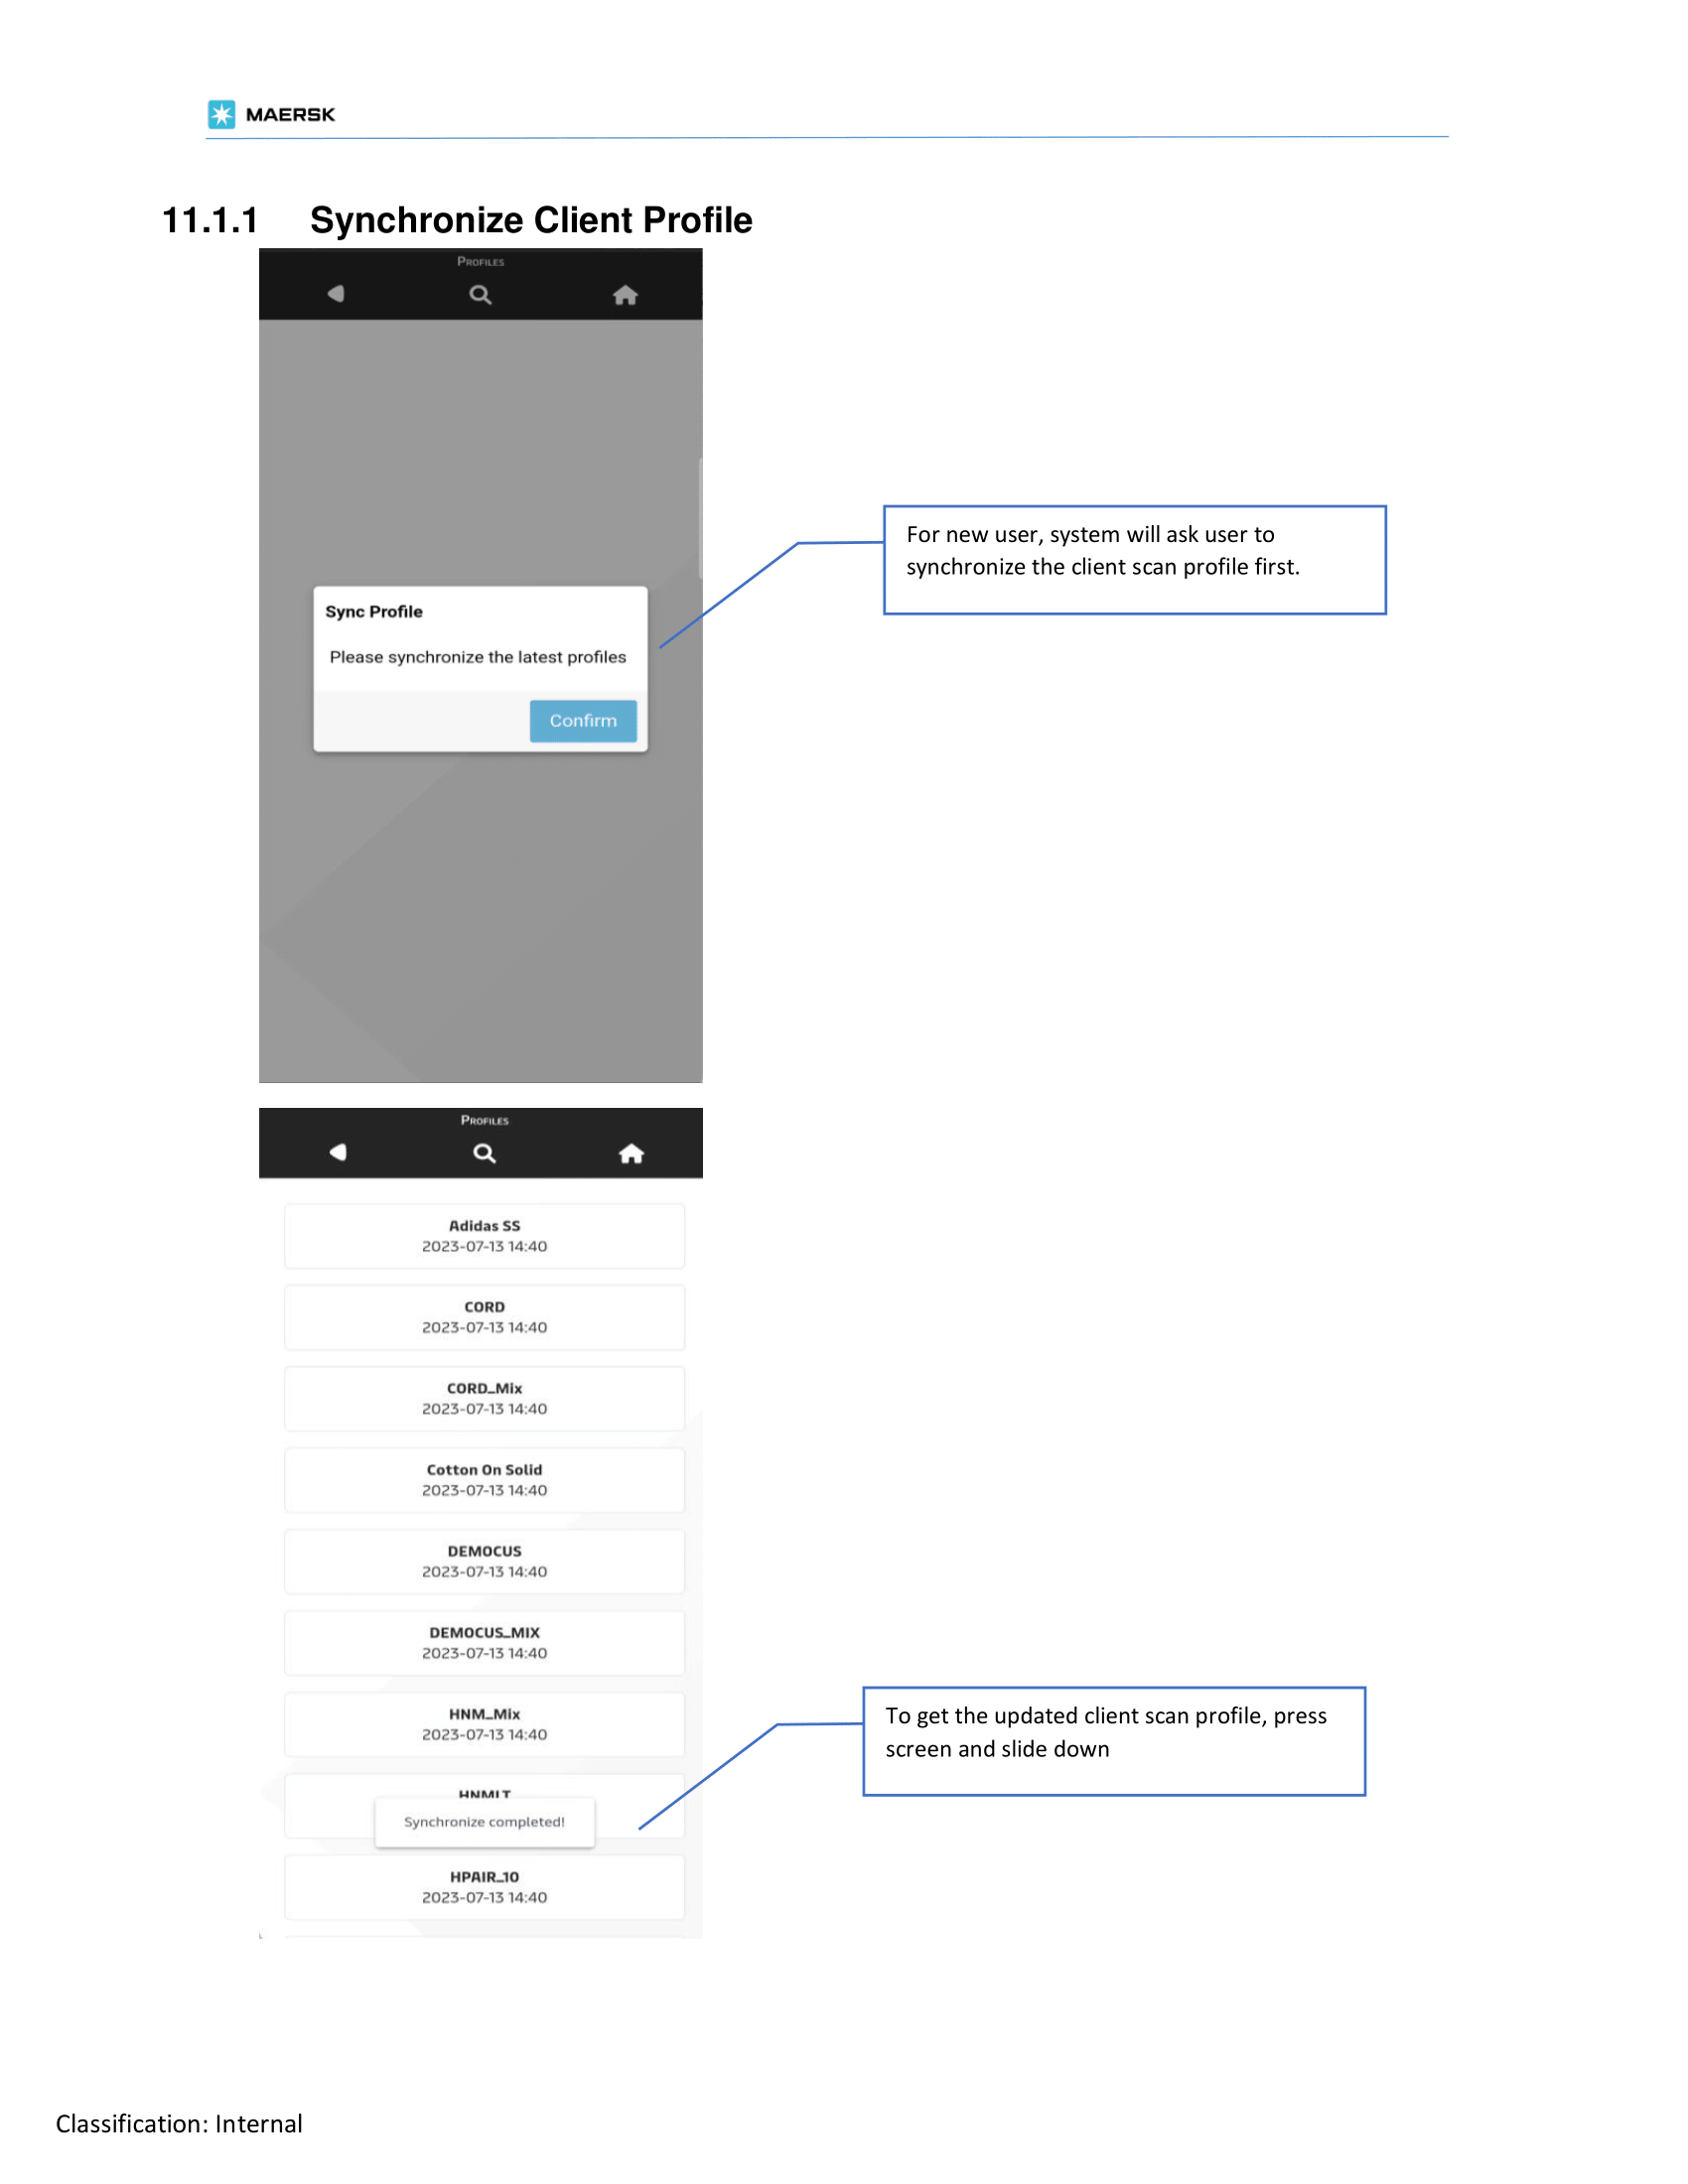 MAERSK
11.1.1 Synchronize Client Profile
PROFILES
For new user, system will ask user to
synchronize the client scan profile first.
Sync Profile
Please synchronize the latest profiles
Confirm
PROFILES
Adidas SS
2023-07-13 14:40
CORD
2023-07-13 14:40
CORD_Mix
2023-07-13 14:40
Cotton On Solid
2023-07-13 14:40
DEMOCUS
2023-07-13 14:40
DEMOCUS_MIX
2023-07-13 14:40
HNM_Mix
2023-07-13 14:40
To get the updated client scan profile, press
screen and slide down
HNMLT
Synchronize completed!
HPAIR_10
2023-07-13 14:40
Classification: Internal